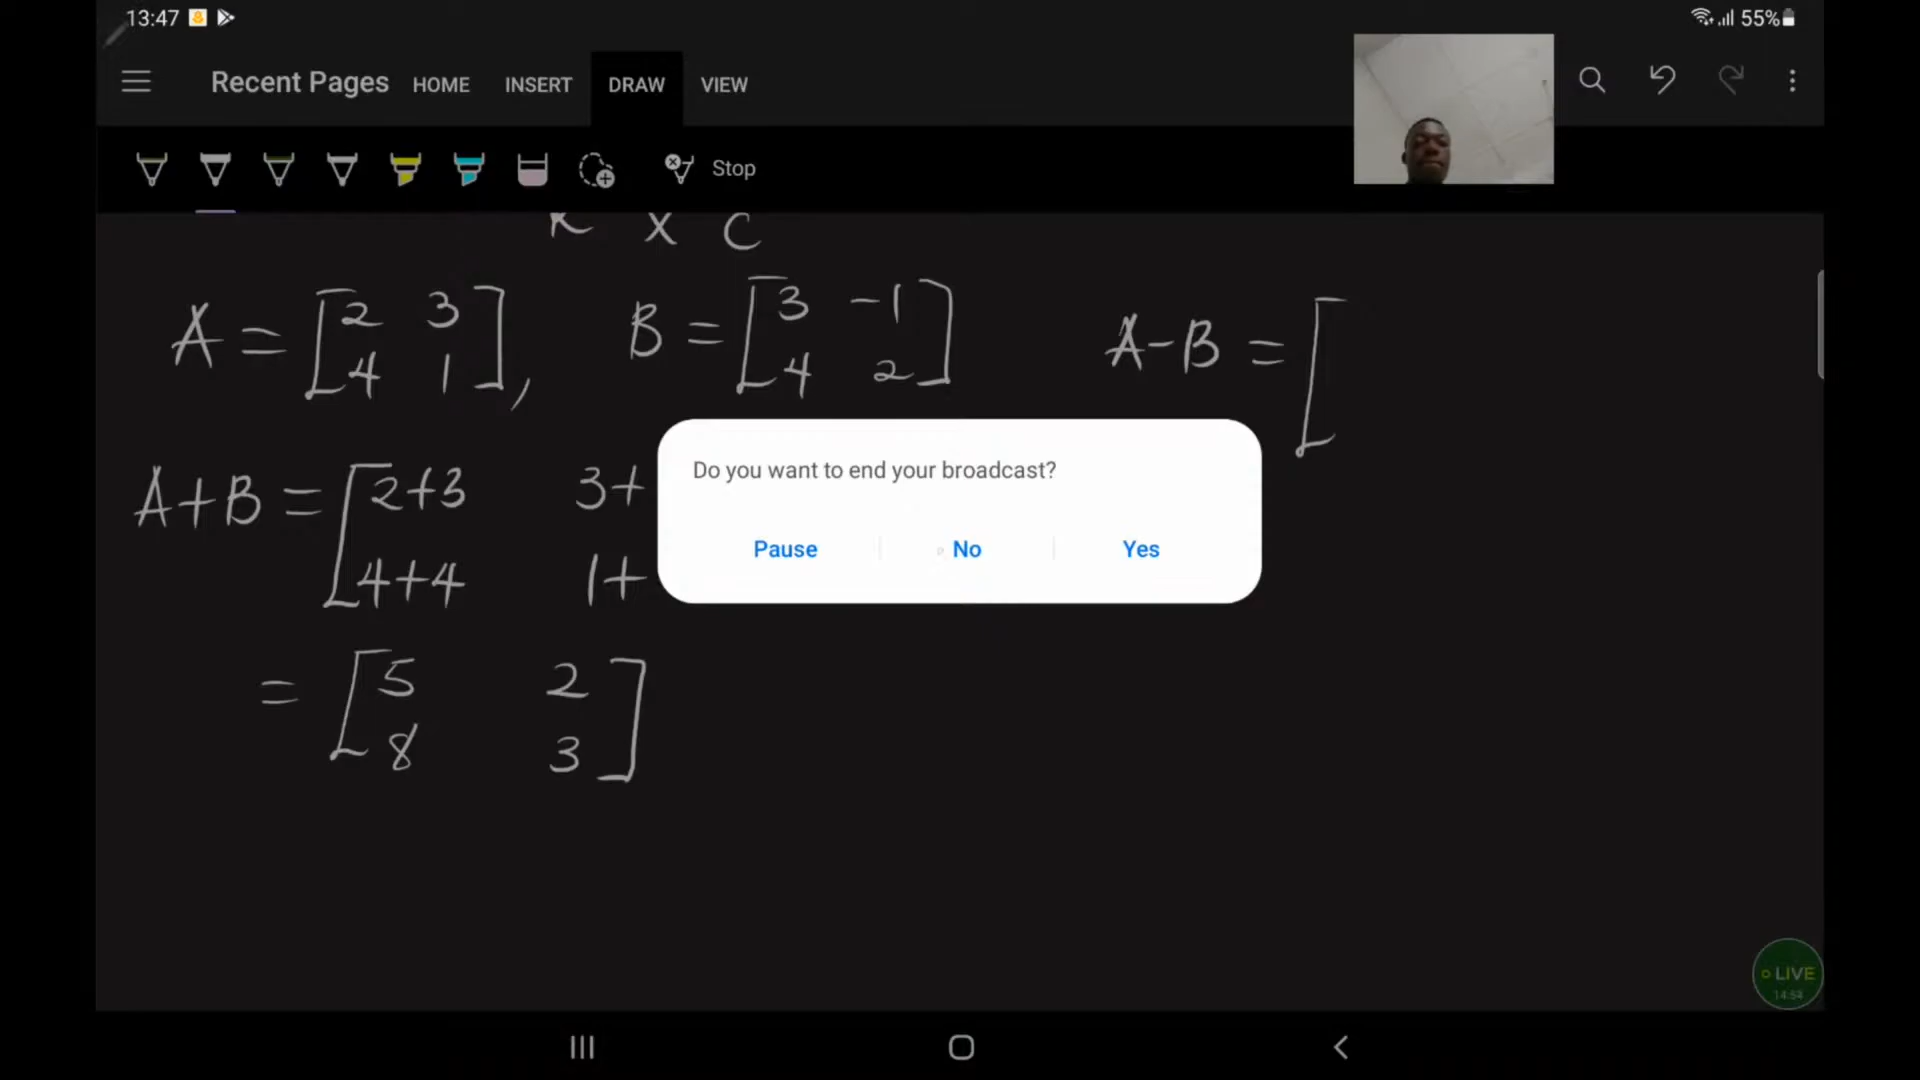 13:47 55%
Recent Pages HOME INSERT DRAW VIEW
Stop
R X C
A = [2 3
4 1], B = [3 -1
4 2] A-B = [
A+B = [2+3 3+
4+4 1+
= [5 2
8 3]
Do you want to end your broadcast?
Pause No Yes
LIVE
14:54